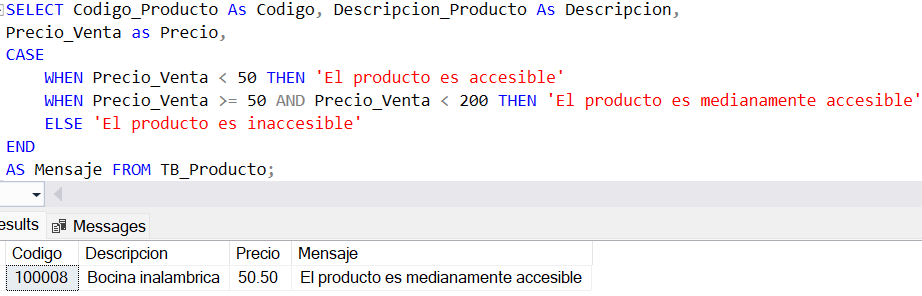 SELECT Codigo_Producto As Codigo, Descripcion_Producto As Descripcion,
Precio_Venta as Precio,
CASE
WHEN Precio_Venta < 50 THEN 'El producto es accesible'
WHEN Precio_Venta >= 50 AND Precio_Venta < 200 THEN 'El producto es medianamente accesible'
ELSE 'El producto es inaccesible'
END
AS Mensaje FROM TB_Producto;
esults Messages
Codigo Descripcion Precio Mensaje
100008 Bocina inalambrica 50.50 El producto es medianamente accesible